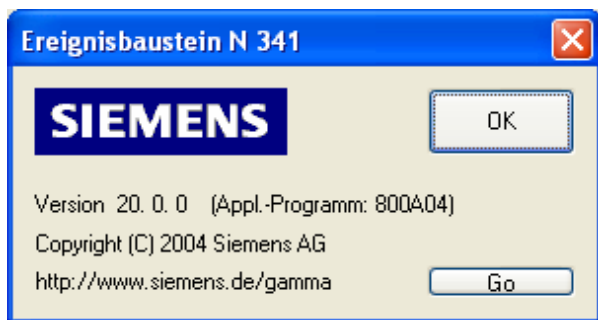 Ereignisbaustein N 341
SIEMENS
OK
Version 20. 0. 0 (Appl.-Programm: 800A04)
Copyright (C) 2004 Siemens AG
http://www.siemens.de/gamma
Go